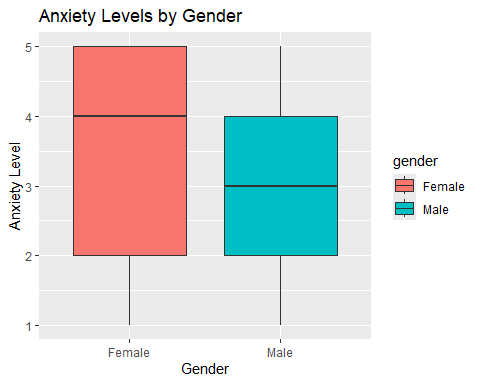 Anxiety Levels by Gender
5
4
3
2
1
Anxiety Level
Female
Male
Gender
gender
Female
Male